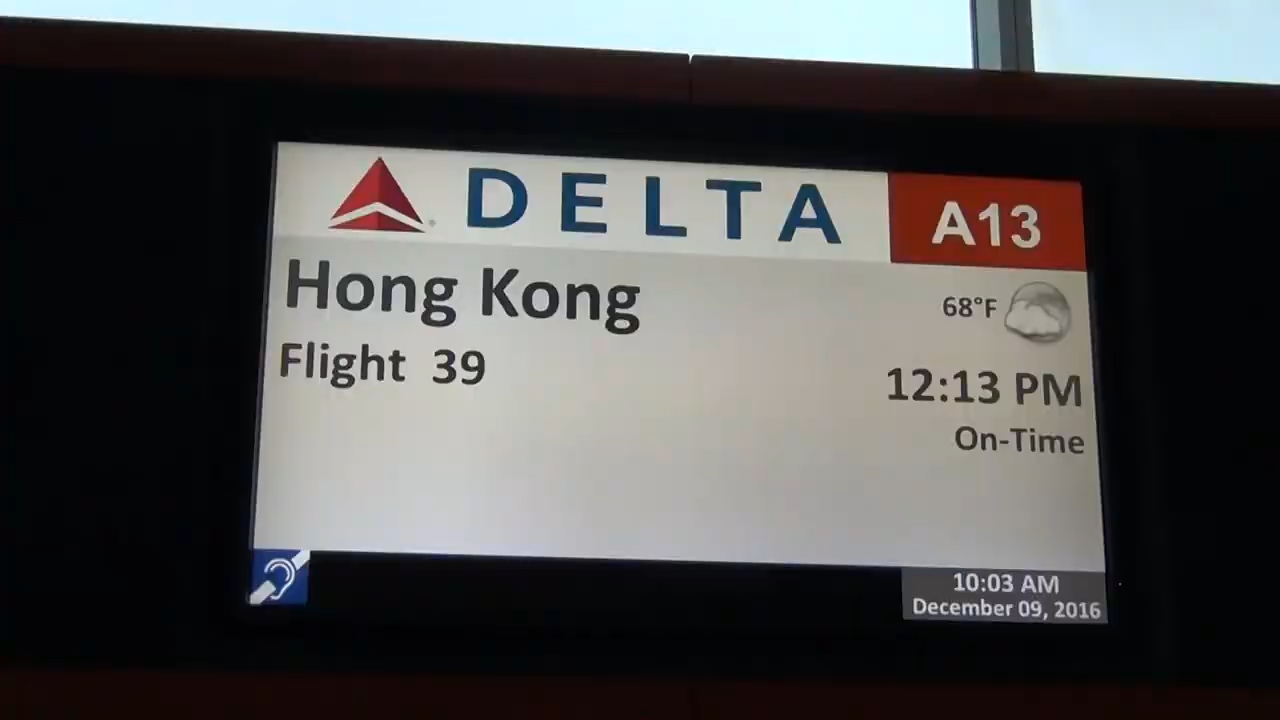 DELTA A13
Hong Kong
68°F
Flight 39
12:13 PM
On-Time
10:03 AM
December 09, 2016